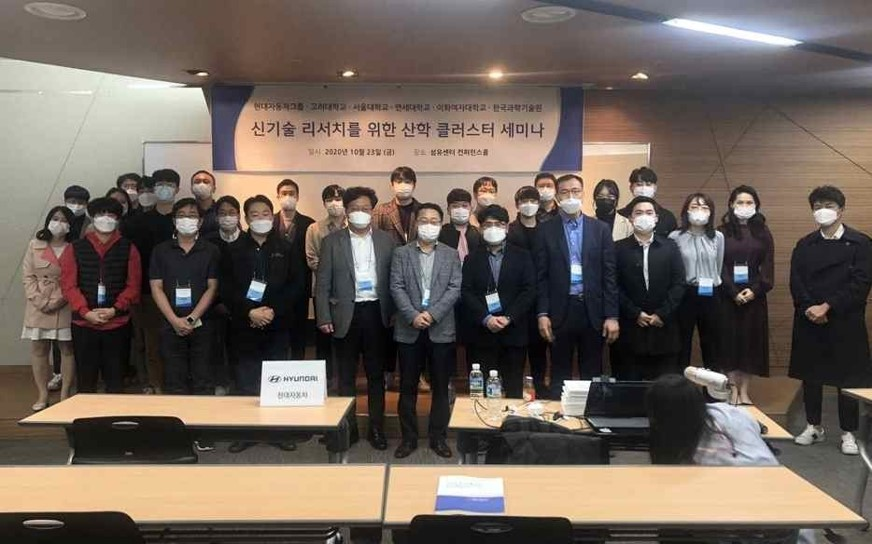 현대자동차그룹 · 고려대학교 · 서울대학교 · 연세대학교 · 이화여자대학교 · 한국과학기술원
신기술 리서치를 위한 산학 클러스터 세미나
일시: 2020년 10월 23일 (금) 장소: 섬유센터 컨퍼런스홀
HYUNDAI
현대자동차